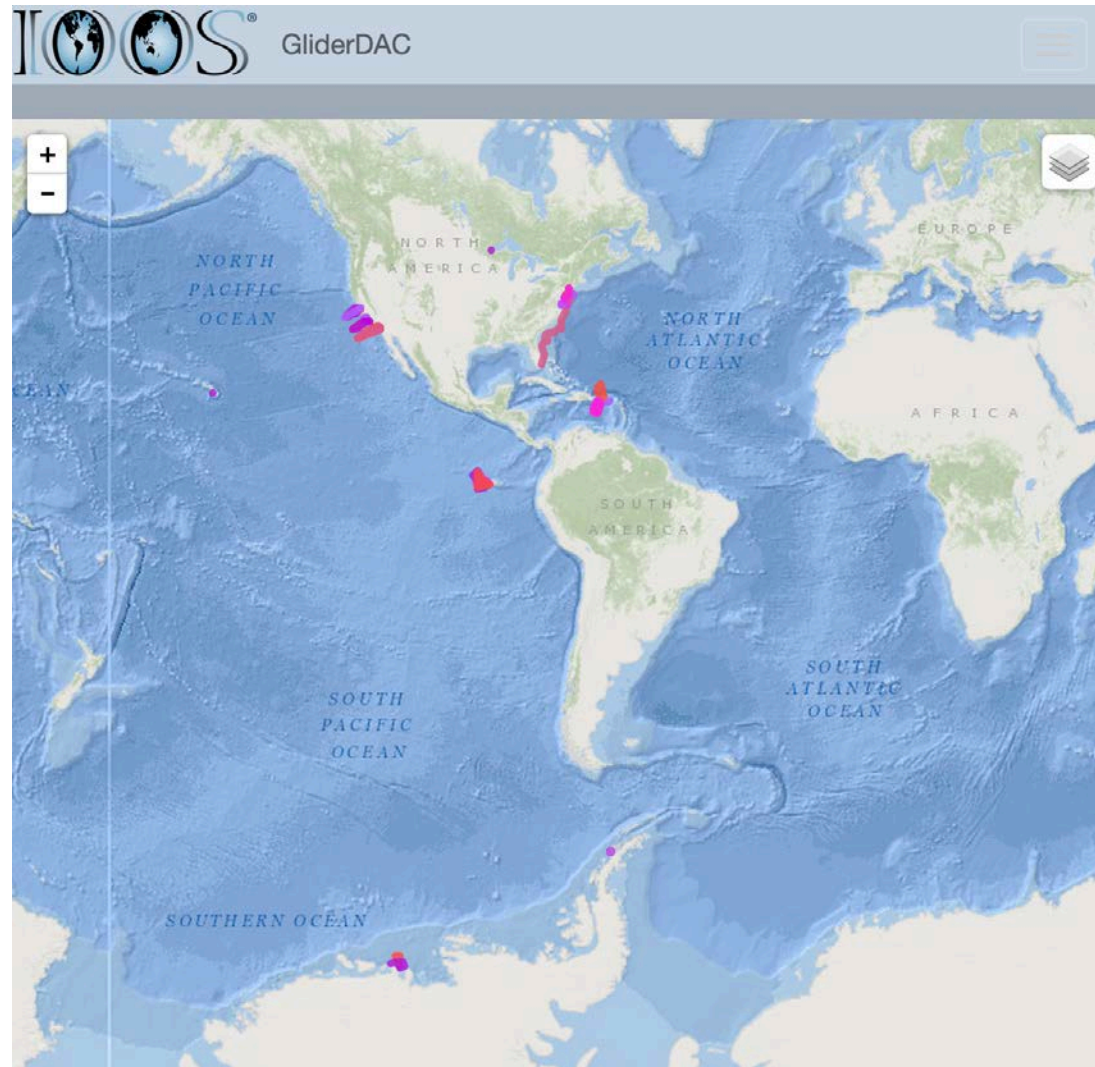 IOOS®
GliderDAC
+
-
NORTH
AMERICA
EUROPE
NORTH
PACIFIC
OCEAN
NORTH
ATLANTIC
OCEAN
CEAN
AFRICA
SOUTH
AMERICA
SOUTH
PACIFIC
OCEAN
SOUTH
ATLANTIC
OCEAN
SOUTHERN OCEAN